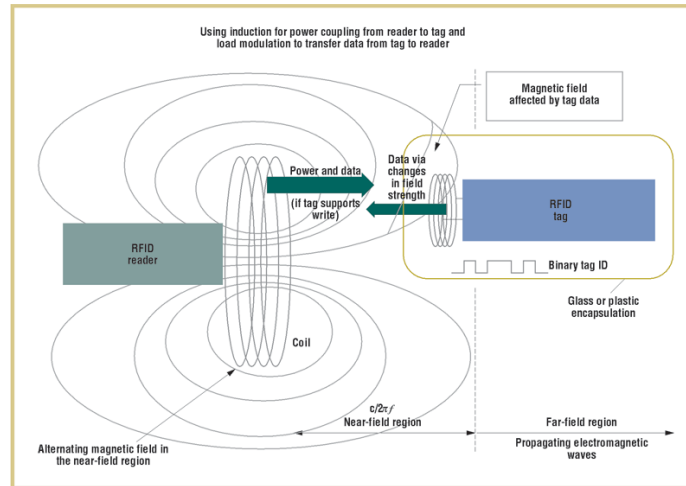 Using induction for power coupling from reader to tag and
load modulation to transfer data from tag to reader
Magnetic field
affected by tag data
Power and data
(if tag supports
write)
Data via
changes
in field
strength
RFID
tag
RFID
reader
Binary tag ID
Glass or plastic
encapsulation
Coil
c/2πf
Near-field region
Far-field region
Propagating electromagnetic
waves
Alternating magnetic field in
the near-field region